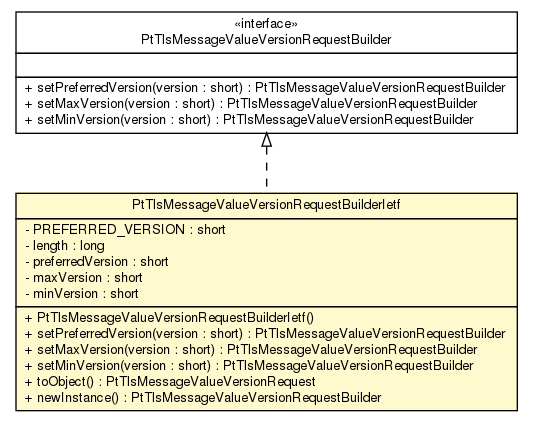 «interface»
PtTlsMessageValueVersionRequestBuilder
+ setPreferredVersion(version : short) : PtTlsMessageValueVersionRequestBuilder
+ setMaxVersion(version : short) : PtTlsMessageValueVersionRequestBuilder
+ setMinVersion(version : short) : PtTlsMessageValueVersionRequestBuilder
PtTlsMessageValueVersionRequestBuilderIetf
- PREFERRED_VERSION : short
- length : long
- preferredVersion : short
- maxVersion : short
- minVersion : short
+ PtTlsMessageValueVersionRequestBuilderIetf()
+ setPreferredVersion(version : short) : PtTlsMessageValueVersionRequestBuilder
+ setMaxVersion(version : short) : PtTlsMessageValueVersionRequestBuilder
+ setMinVersion(version : short) : PtTlsMessageValueVersionRequestBuilder
+ toObject() : PtTlsMessageValueVersionRequest
+ newInstance() : PtTlsMessageValueVersionRequestBuilder